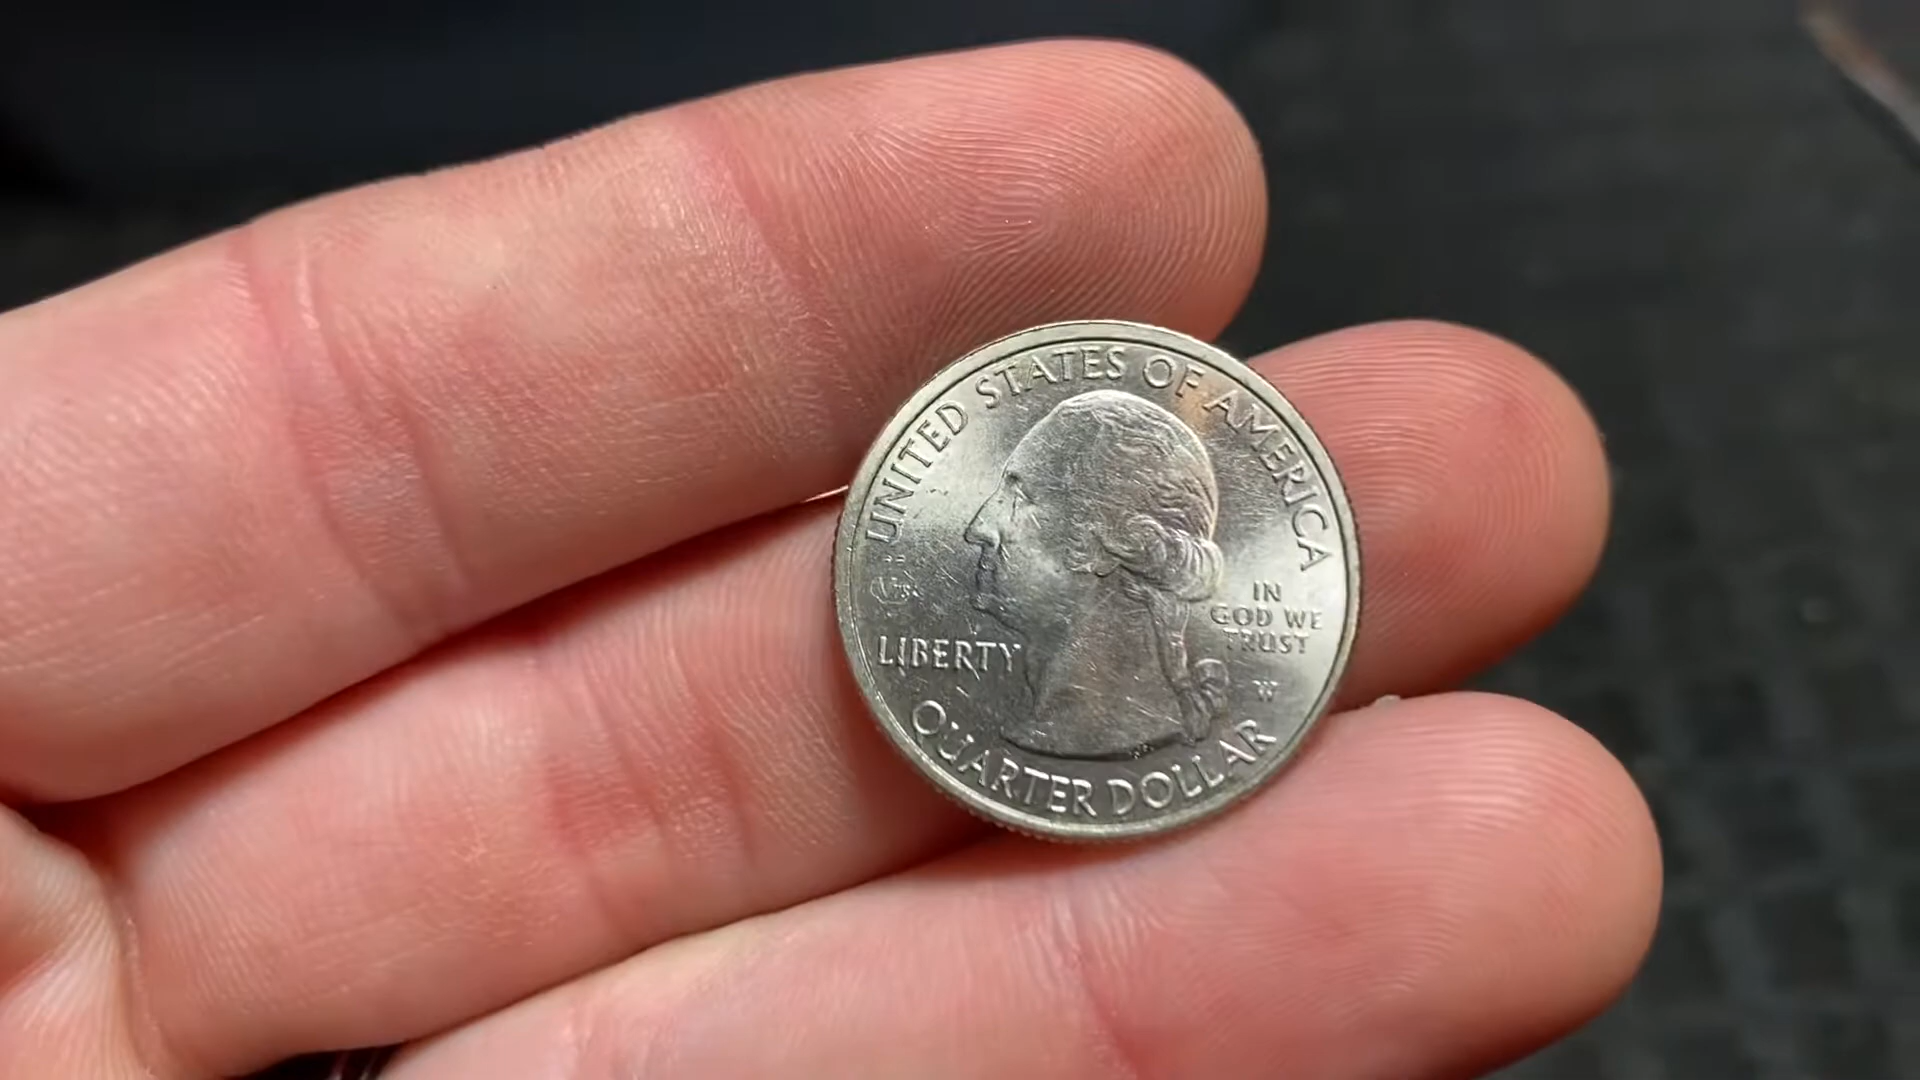 UNITED STATES OF AMERICA
LIBERTY
IN
GOD WE
TRUST
W
QUARTER DOLLAR